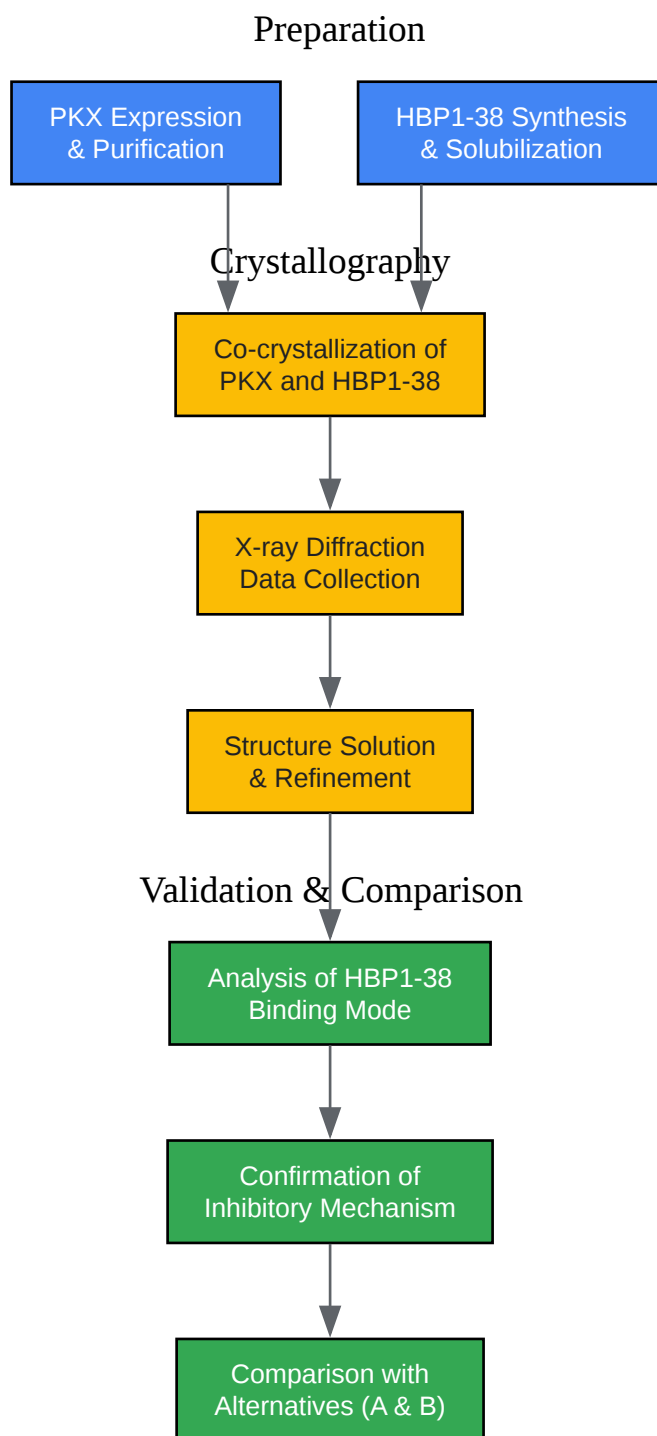 Preparation
PKX Expression
& Purification
HBP1-38 Synthesis
& Solubilization
Crystallography
Co-crystallization of
PKX and HBP1-38
X-ray Diffraction
Data Collection
Structure Solution
& Refinement
Validation & Comparison
Analysis of HBP1-38
Binding Mode
Confirmation of
Inhibitory Mechanism
Comparison with
Alternatives (A & B)